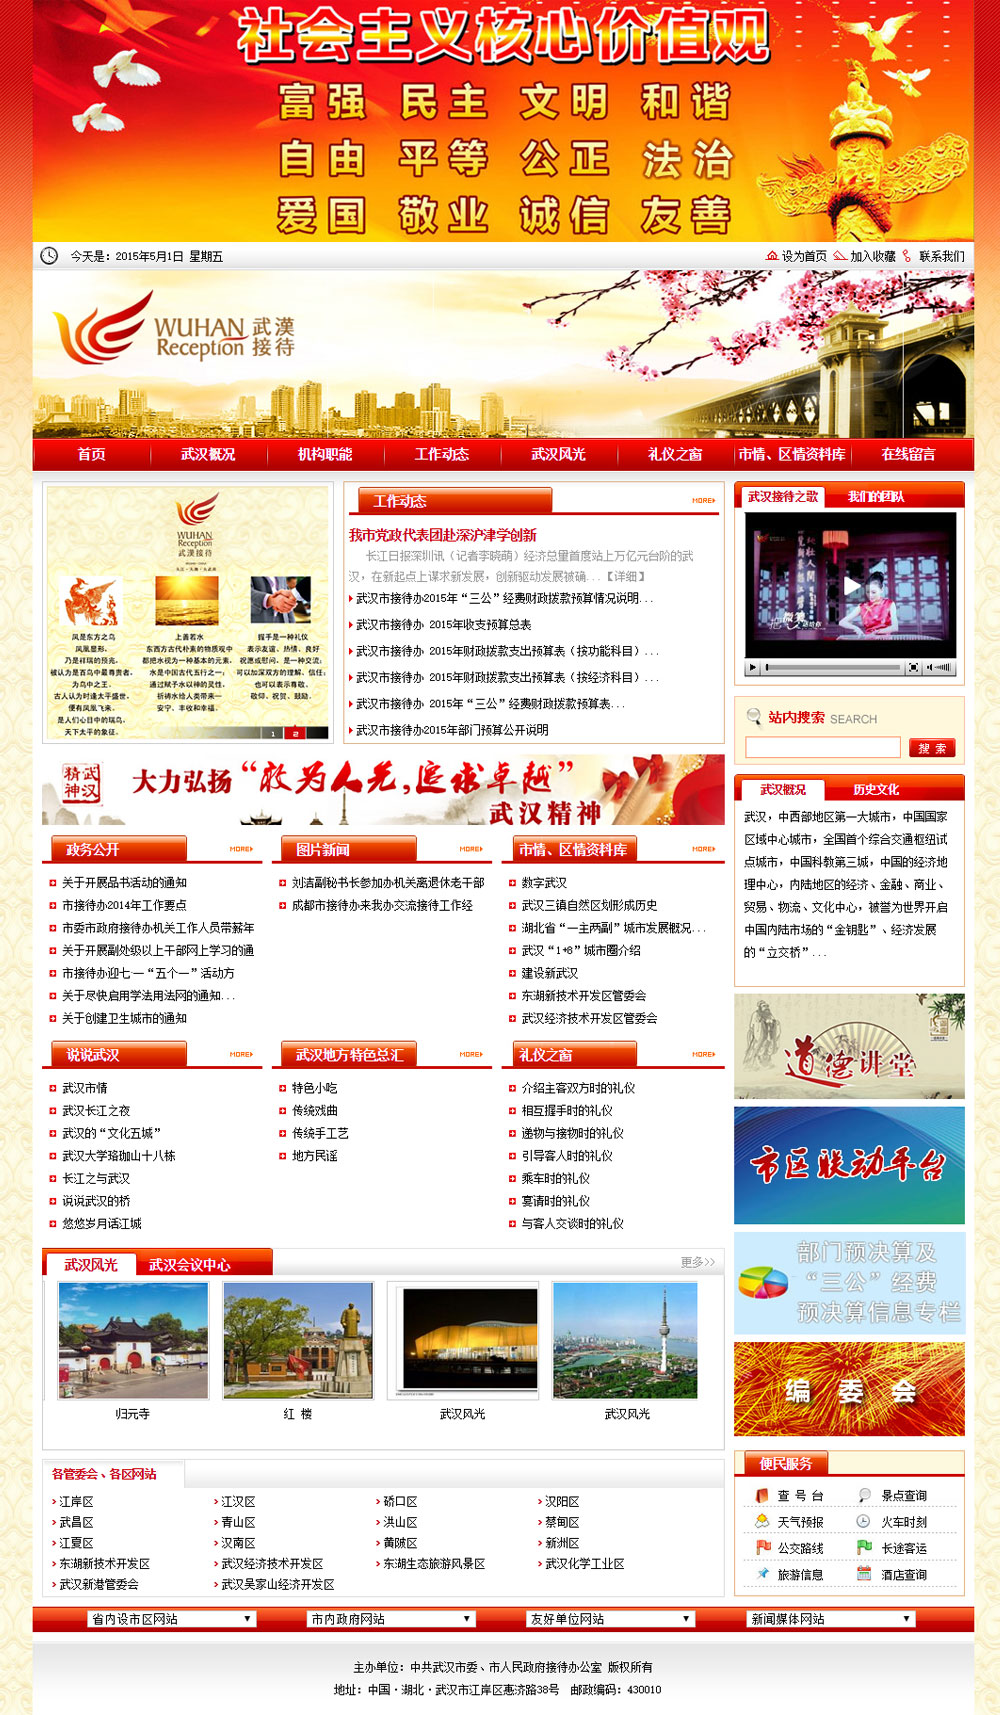 社会主义核心价值观
富强 民主 文明 和谐
自由 平等 公正 法治
爱国 敬业 诚信 友善
今天是：2015年5月1日 星期五
设为首页 加入收藏 联系我们
WUHAN 武漢
Reception 接待
首页 武汉概况 机构职能 工作动态 武汉风光 礼仪之窗 市情、区情资料库 在线留言
WUHAN
Reception
武汉接待
凤是东方之鸟
凤凰显形，
乃是祥瑞的预兆。
被认为是百鸟中最尊贵者，
为鸟中之王。
古人认为时逢太平盛世，
便有凤凰飞来。
是人们心目中的瑞鸟，
天下太平的象征。
上善若水
东西方古代朴素的物质观中
都把水视为一种基本的元素，
水是中国古代五行之一；
通过赋予水以神的灵性，
祈祷水给人类带来一
安宁、丰收和幸福。
握手是一种礼仪
表示友谊、热情、良好
祝愿或慰问，是一种交流；
可以加深双方的理解、信任；
也可以表示尊敬、
敬仰、祝贺、鼓励。
1 2
工作动态 MORE
我市党政代表团赴深沪津学创新
长江日报深圳讯（记者李晓萌）经济总量首度站上万亿元台阶的武
汉，在新起点上谋求新发展，创新驱动发展被确...【详细】
武汉市接待办2015年“三公”经费财政拨款预算情况说明...
武汉市接待办 2015年收支预算总表
武汉市接待办 2015年财政拨款支出预算表（按功能科目）...
武汉市接待办 2015年财政拨款支出预算表（按经济科目）...
武汉市接待办 2015年“三公”经费财政拨款预算表...
武汉市接待办2015年部门预算公开说明
武汉接待之歌 我们的团队
站内搜索 SEARCH
搜 索
武汉精神
大力弘扬“敢为人先，追求卓越”
武汉精神
武汉概况 历史文化
武汉，中西部地区第一大城市，中国国家
区域中心城市，全国首个综合交通枢纽试
点城市，中国科教第三城，中国的经济地
理中心，内陆地区的经济、金融、商业、
贸易、物流、文化中心，被誉为世界开启
中国内陆市场的“金钥匙”、经济发展
的“立交桥”...
政务公开 MORE
关于开展品书活动的通知
市接待办2014年工作要点
市委市政府接待办机关工作人员带薪年
关于开展副处级以上干部网上学习的通
市接待办迎七一“五个一”活动方
关于尽快启用学法用法网的通知...
关于创建卫生城市的通知
图片新闻 MORE
刘洁副秘书长参加办机关离退休老干部
成都市接待办来我办交流接待工作经
市情、区情资料库 MORE
数字武汉
武汉三镇自然区划形成历史
湖北省“一主两副”城市发展概况...
武汉“1+8”城市圈介绍
建设新武汉
东湖新技术开发区管委会
武汉经济技术开发区管委会
说说武汉 MORE
武汉市情
武汉长江之夜
武汉的“文化五城”
武汉大学珞珈山十八栋
长江之与武汉
说说武汉的桥
悠悠岁月话江城
武汉地方特色总汇 MORE
特色小吃
传统戏曲
传统手工艺
地方民谣
礼仪之窗 MORE
介绍主客双方时的礼仪
相互握手时的礼仪
递物与接物时的礼仪
引导客人时的礼仪
乘车时的礼仪
宴请时的礼仪
与客人交谈时的礼仪
道德讲堂
市区联动平台
部门预决算及
“三公”经费
预决算信息专栏
编 委 会
武汉风光 武汉会议中心 更多>>
归元寺 红 楼 武汉风光 武汉风光
各管委会、各区网站
江岸区 江汉区 硚口区 汉阳区
武昌区 青山区 洪山区 蔡甸区
江夏区 汉南区 黄陂区 新洲区
东湖新技术开发区 武汉经济技术开发区 东湖生态旅游风景区 武汉化学工业区
武汉新港管委会 武汉吴家山经济开发区
便民服务
查 号 台 景点查询
天气预报 火车时刻
公交路线 长途客运
旅游信息 酒店查询
省内设市区网站 市内政府网站 友好单位网站 新闻媒体网站
主办单位：中共武汉市委、市人民政府接待办公室 版权所有
地址：中国·湖北·武汉市江岸区惠济路38号 邮政编码：430010